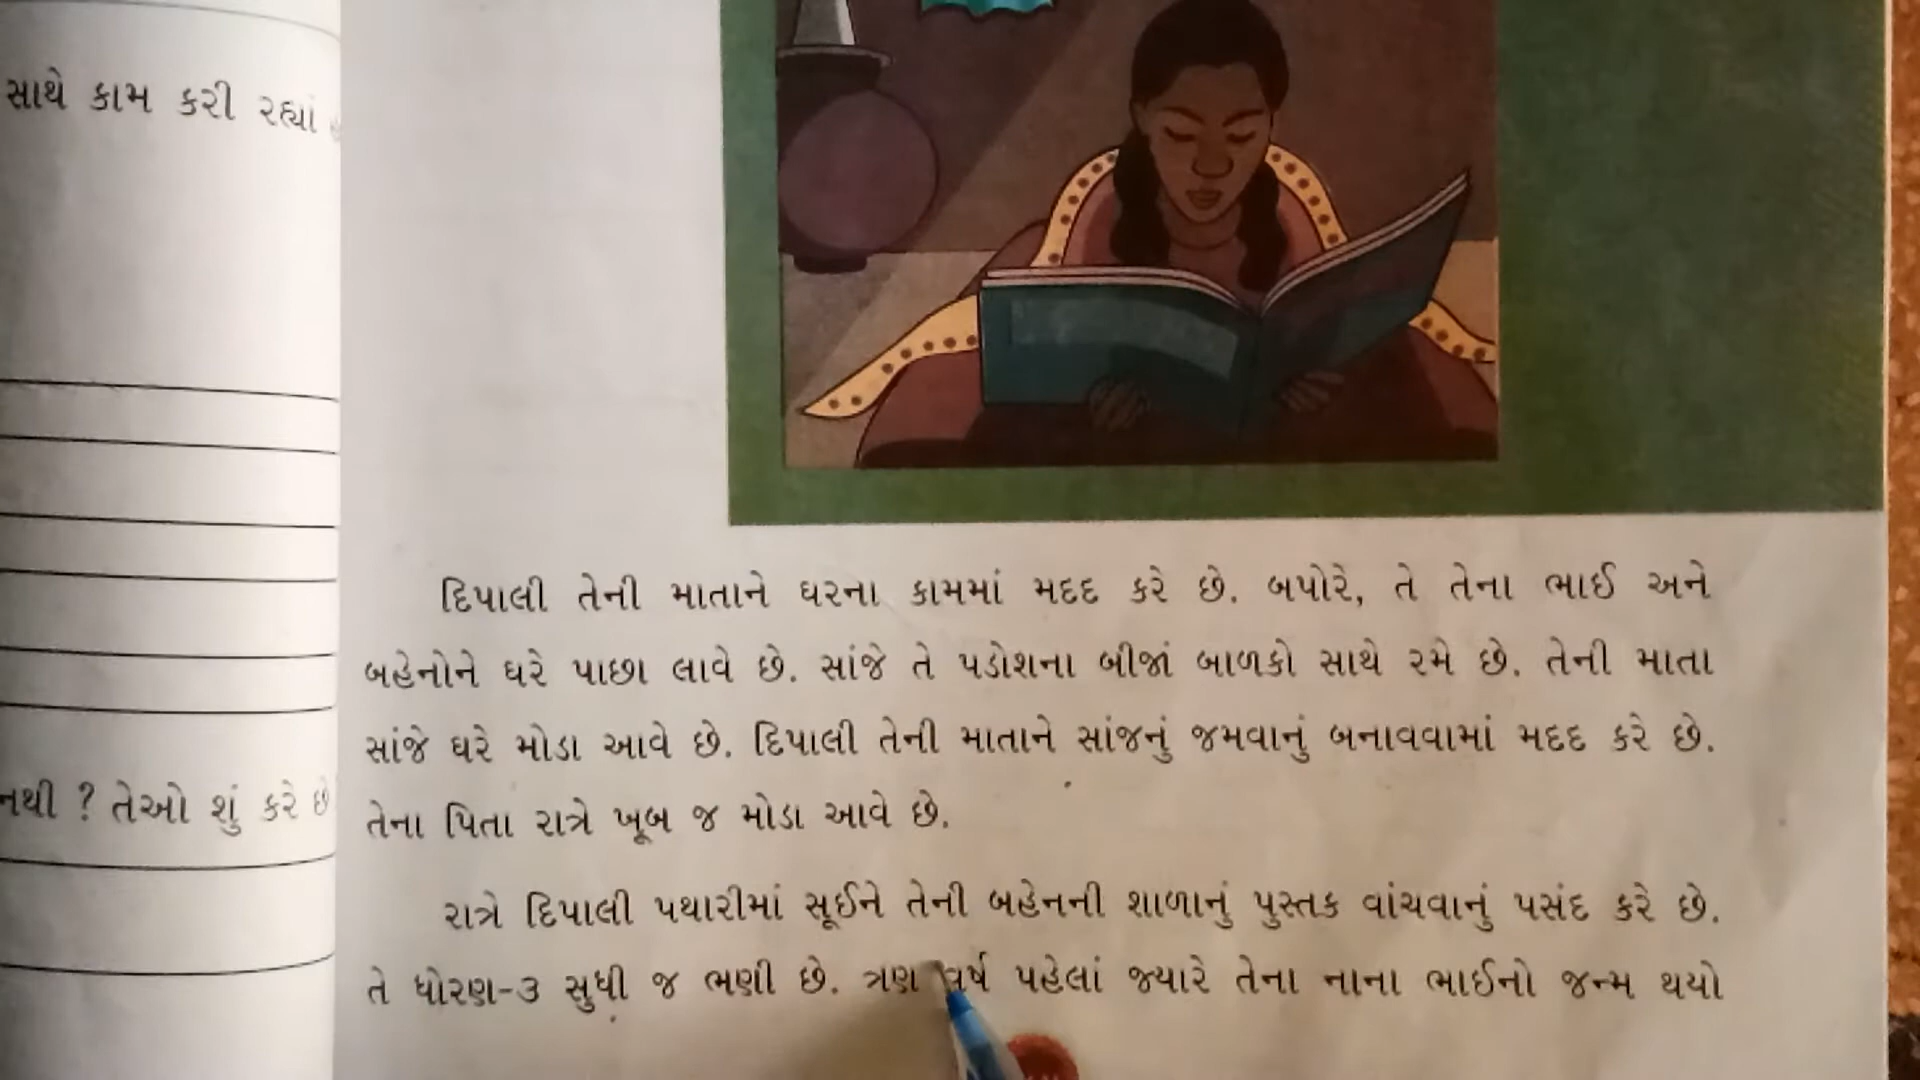 સાથે કામ કરી રહ્યાં
નથી ? તેઓ શું કરે છે
દિપાલી તેની માતાને ઘરના કામમાં મદદ કરે છે. બપોરે, તે તેના ભાઈ અને
બહેનોને ઘરે પાછા લાવે છે. સાંજે તે પડોશના બીજાં બાળકો સાથે રમે છે. તેની માતા
સાંજે ઘરે મોડા આવે છે. દિપાલી તેની માતાને સાંજનું જમવાનું બનાવવામાં મદદ કરે છે.
તેના પિતા રાત્રે ખૂબ જ મોડા આવે છે.
રાત્રે દિપાલી પથારીમાં સૂઈને તેની બહેનની શાળાનું પુસ્તક વાંચવાનું પસંદ કરે છે.
તે ધોરણ-૩ સુધી જ ભણી છે. ત્રણ વર્ષ પહેલાં જ્યારે તેના નાના ભાઈનો જન્મ થયો